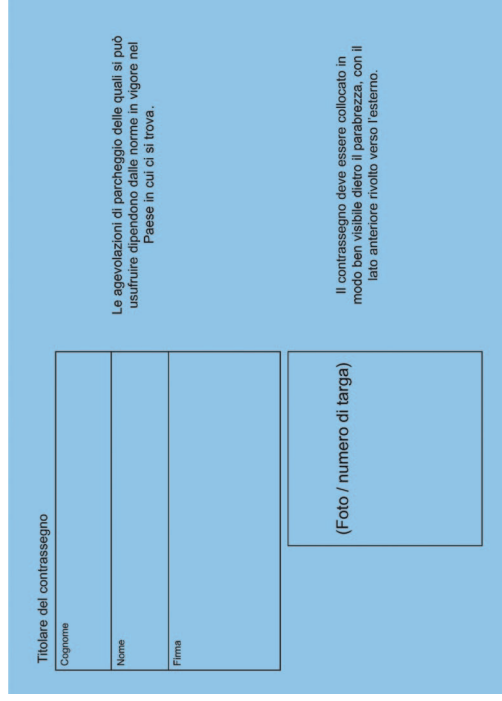 Titolare del contrassegno
Cognome
Nome
Firma
(Foto / numero di targa)
Le agevolazioni di parcheggio delle quali si può
usufruire dipendono dalle norme in vigore nel
Paese in cui ci si trova.
Il contrassegno deve essere collocato in
modo ben visibile dietro il parabrezza, con il
lato anteriore rivolto verso l'esterno.